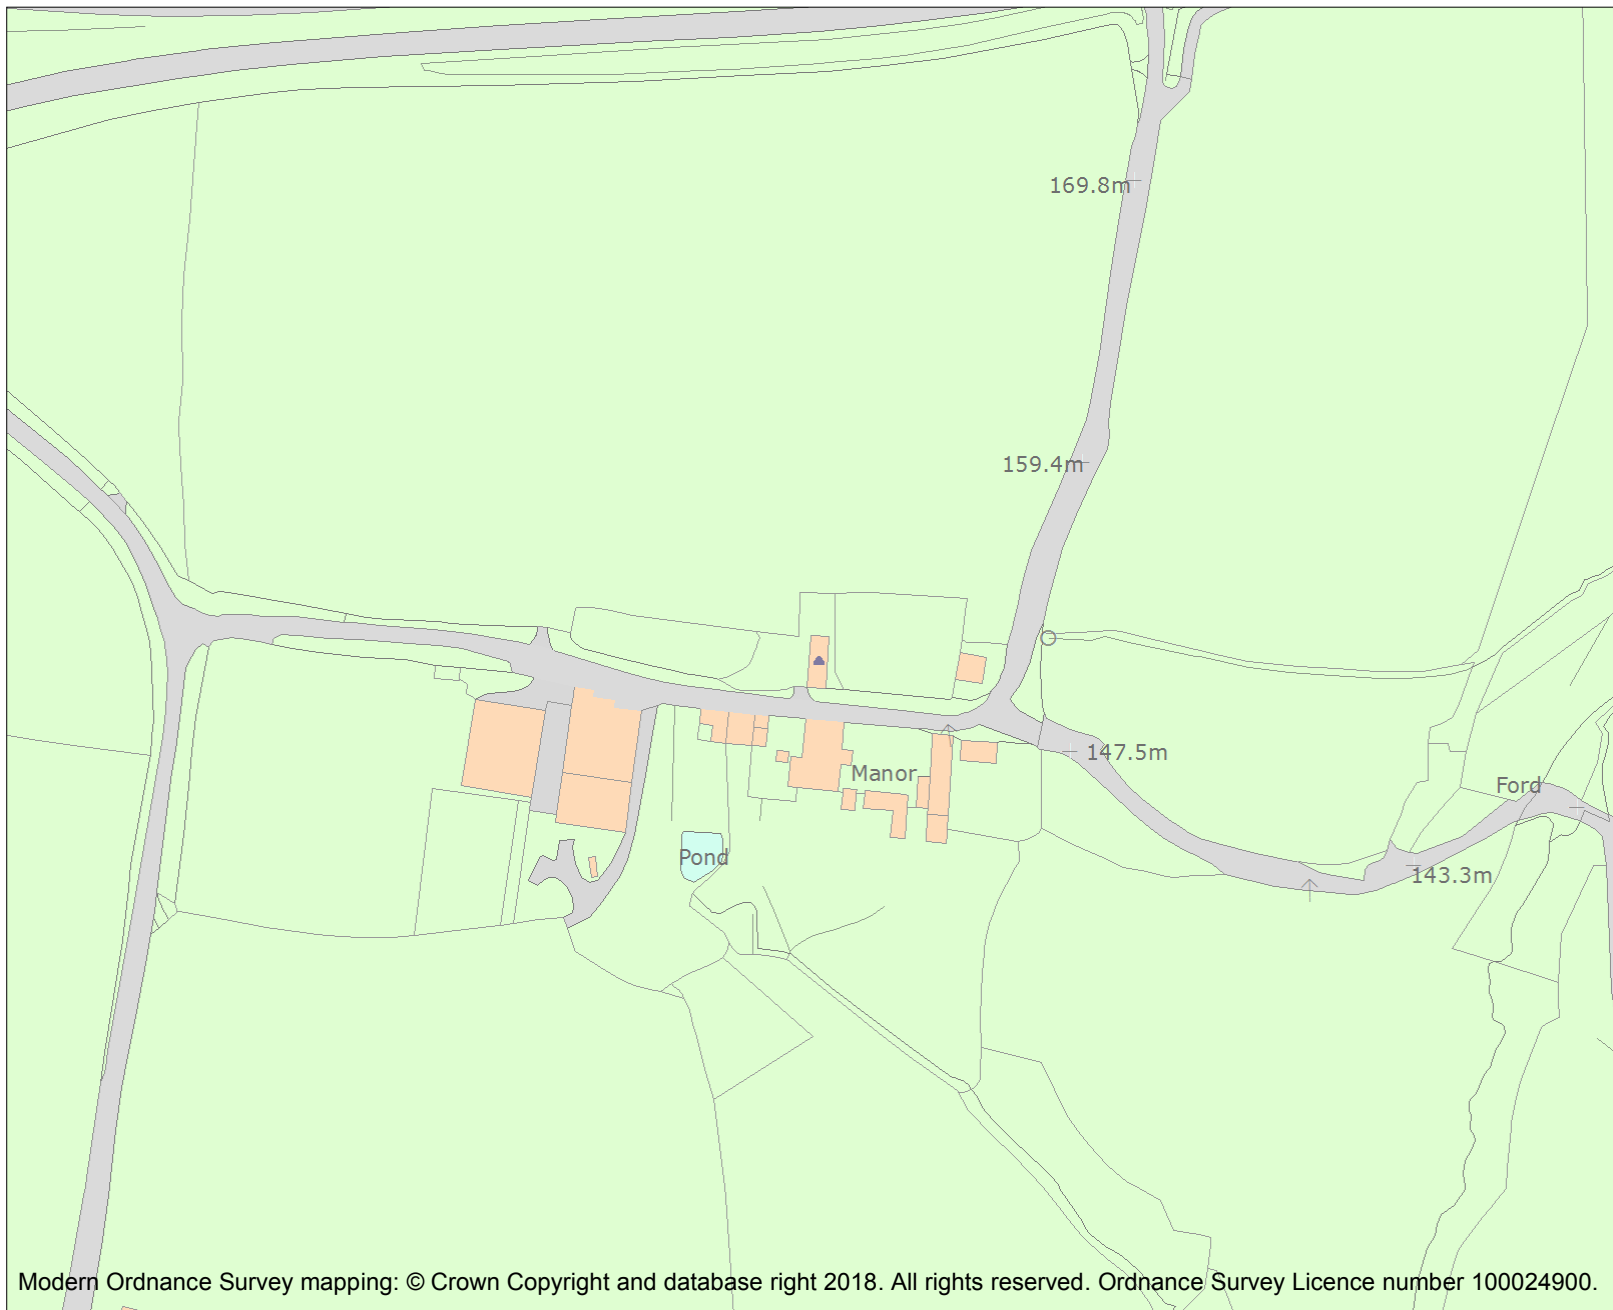 169.8m
159.4m
147.5m
Manor
Ford
Pond
143.3m
Modern Ordnance Survey mapping: © Crown Copyright and database right 2018. All rights reserved. Ordnance Survey Licence number 100024900.